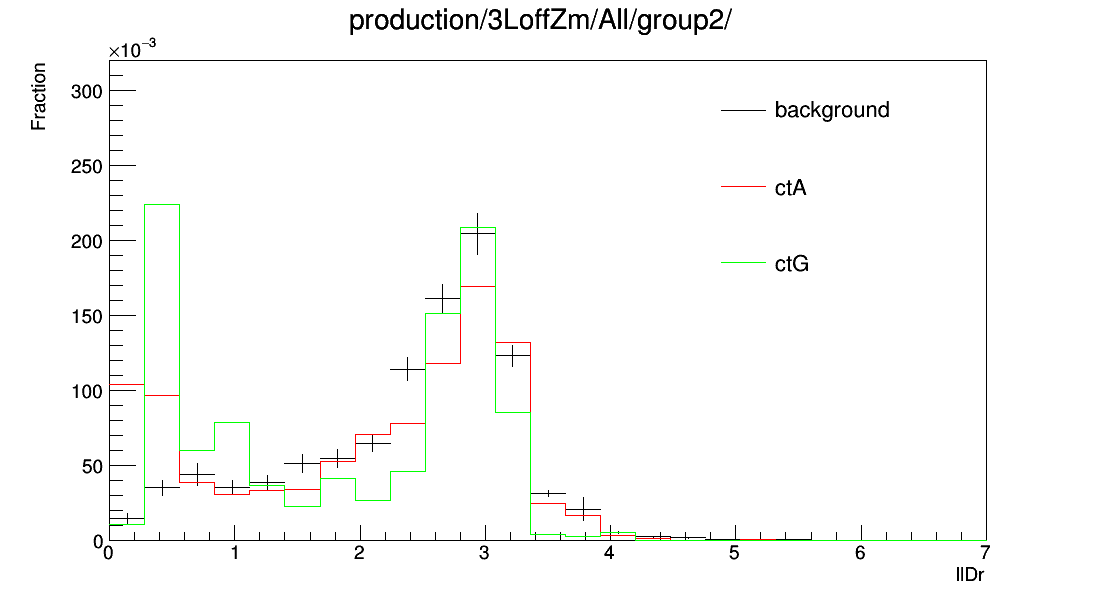 production/3LoffZm/All/group2/
×10⁻³
Fraction
300
250
200
150
100
50
0
background
ctA
ctG
0 1 2 3 4 5 6 7
llDr